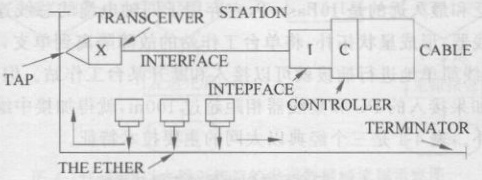 TRANSCEIVER STATION
X
C
CABLE
TAP
INTERFACE
INTEPFACE
CONTROLLER
TERMINATOR
THE ETHER